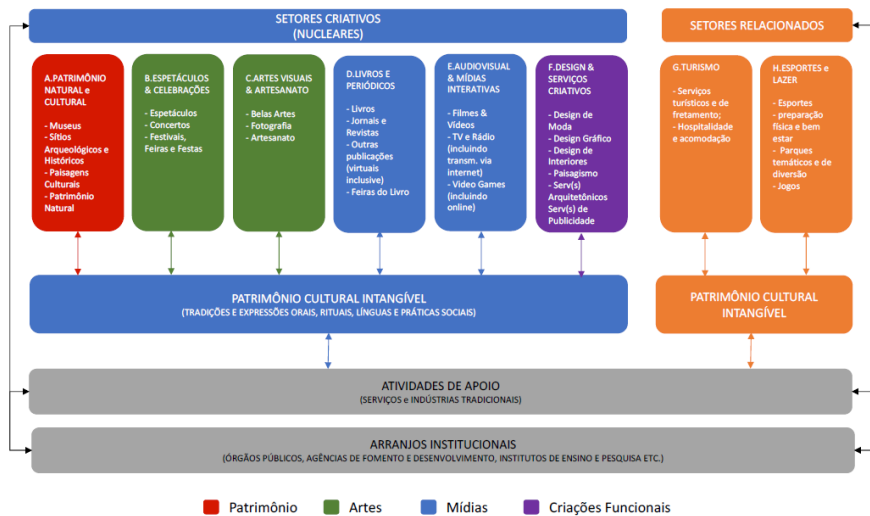 SETORES CRIATIVOS
(NUCLEARES)
SETORES RELACIONADOS
A.PATRIMÔNIO
NATURAL e
CULTURAL
- Museus
- Sítios
Arqueológicos e
Históricos
- Paisagens
Culturais
- Patrimônio
Natural
B.ESPETÁCULOS
& CELEBRAÇÕES
- Espetáculos
- Concertos
- Festivais,
Feiras e Festas
C.ARTES VISUAIS
& ARTESANATO
- Belas Artes
- Fotografia
- Artesanato
D.LIVROS E
PERIÓDICOS
- Livros
- Jornais e
Revistas
- Outras
publicações
(virtuais
inclusive)
- Feiras do Livro
E.AUDIOVISUAL
& MÍDIAS
INTERATIVAS
- Filmes &
Vídeos
- TV e Rádio
(incluindo
transm. via
internet)
- Video Games
(incluindo
online)
F.DESIGN &
SERVIÇOS
CRIATIVOS
- Design de
Moda
- Design Gráfico
- Design de
Interiores
- Paisagismo
- Serv(s)
Arquitetônicos
Serv(s) de
Publicidade
G.TURISMO
- Serviços
turísticos e de
fretamento;
- Hospitalidade
e acomodação
H.ESPORTES e
LAZER
- Esportes
- preparação
física e bem
estar
- Parques
temáticos e de
diversão
- Jogos
PATRIMÔNIO CULTURAL INTANGÍVEL
(TRADIÇÕES E EXPRESSÕES ORAIS, RITUAIS, LÍNGUAS E PRÁTICAS SOCIAIS)
PATRIMÔNIO CULTURAL
INTANGÍVEL
ATIVIDADES DE APOIO
(SERVIÇOS e INDÚSTRIAS TRADICIONAIS)
ARRANJOS INSTITUCIONAIS
(ÓRGÃOS PÚBLICOS, AGÊNCIAS DE FOMENTO E DESENVOLVIMENTO, INSTITUTOS DE ENSINO E PESQUISA ETC.)
Patrimônio
Artes
Mídias
Criações Funcionais